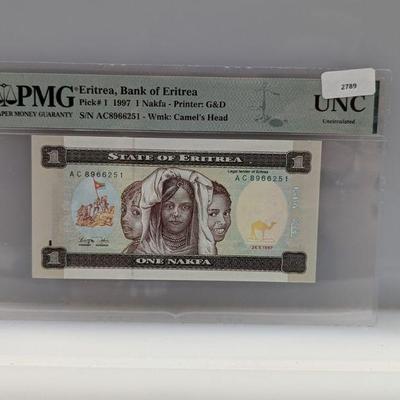 PMG
PAPER MONEY GUARANTY
Eritrea, Bank of Eritrea
Pick# 1 1997 1 Nakfa - Printer: G&D
S/N AC8966251 - Wmk: Camel's Head
2789
UNC
Uncirculated
1 STATE OF ERITREA 1
AC 8966251
Legal tender of Eritrea
AC 8966251
24.5.1997
1 ONE NAKFA 1